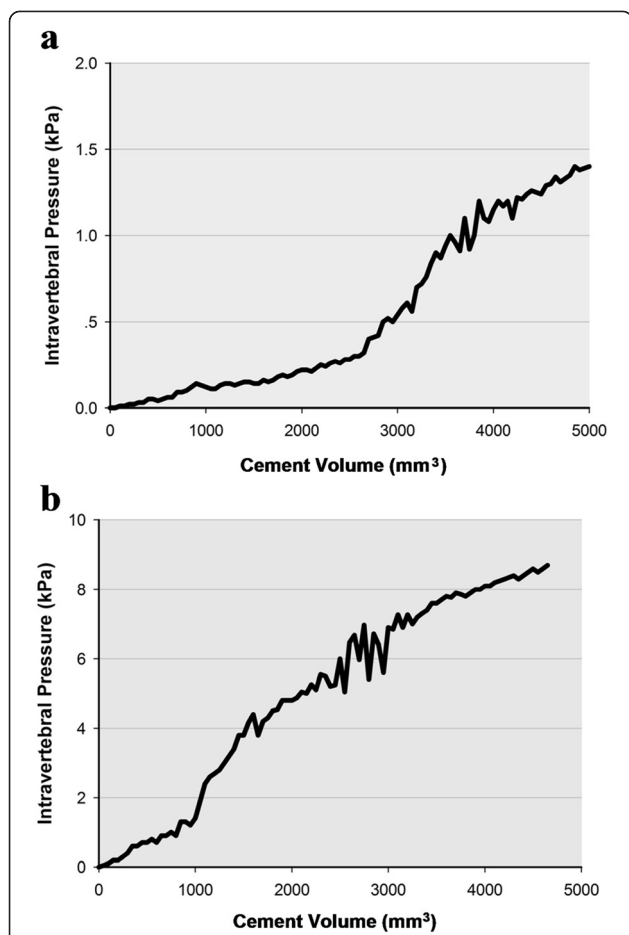 a
2.0
1.5
1.0
.5
0.0
Intravertebral Pressure (kPa)
0 1000 2000 3000 4000 5000
Cement Volume (mm³)
b
10
8
6
4
2
0
Intravertebral Pressure (kPa)
0 1000 2000 3000 4000 5000
Cement Volume (mm³)